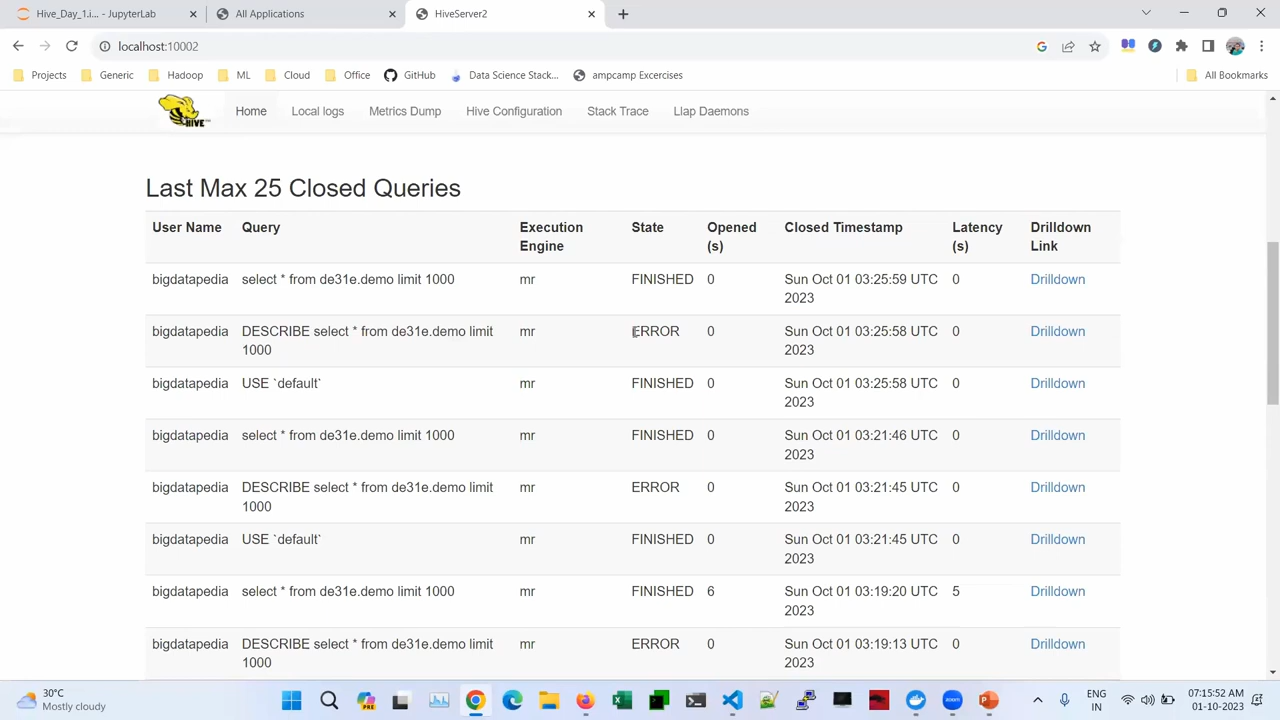 Hive_Day_1.i... - JupyterLab
All Applications
HiveServer2
localhost:10002
Projects
Generic
Hadoop
ML
Cloud
Office
GitHub
Data Science Stack...
ampcamp Excercises
All Bookmarks
HIVE
Home
Local logs
Metrics Dump
Hive Configuration
Stack Trace
Llap Daemons
Last Max 25 Closed Queries
User Name Query Execution Engine State Opened (s) Closed Timestamp Latency (s) Drilldown Link
bigdatapedia select * from de31e.demo limit 1000 mr FINISHED 0 Sun Oct 01 03:25:59 UTC 2023 0 Drilldown
bigdatapedia DESCRIBE select * from de31e.demo limit 1000 mr ERROR 0 Sun Oct 01 03:25:58 UTC 2023 0 Drilldown
bigdatapedia USE `default` mr FINISHED 0 Sun Oct 01 03:25:58 UTC 2023 0 Drilldown
bigdatapedia select * from de31e.demo limit 1000 mr FINISHED 0 Sun Oct 01 03:21:46 UTC 2023 0 Drilldown
bigdatapedia DESCRIBE select * from de31e.demo limit 1000 mr ERROR 0 Sun Oct 01 03:21:45 UTC 2023 0 Drilldown
bigdatapedia USE `default` mr FINISHED 0 Sun Oct 01 03:21:45 UTC 2023 0 Drilldown
bigdatapedia select * from de31e.demo limit 1000 mr FINISHED 6 Sun Oct 01 03:19:20 UTC 2023 5 Drilldown
bigdatapedia DESCRIBE select * from de31e.demo limit 1000 mr ERROR 0 Sun Oct 01 03:19:13 UTC 2023 0 Drilldown
30°C
Mostly cloudy
PRE
zoom
ENG
IN
07:15:52 AM
01-10-2023